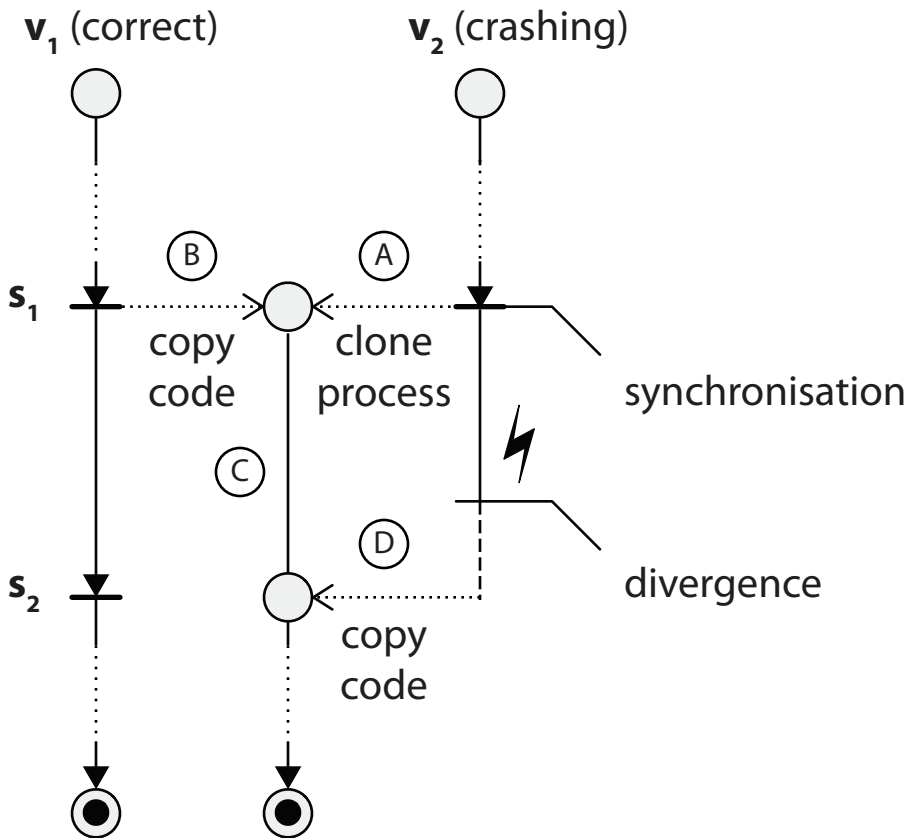 v1 (correct)
v2 (crashing)
B
A
s1
copy
code
clone
process
synchronisation
C
D
divergence
s2
copy
code